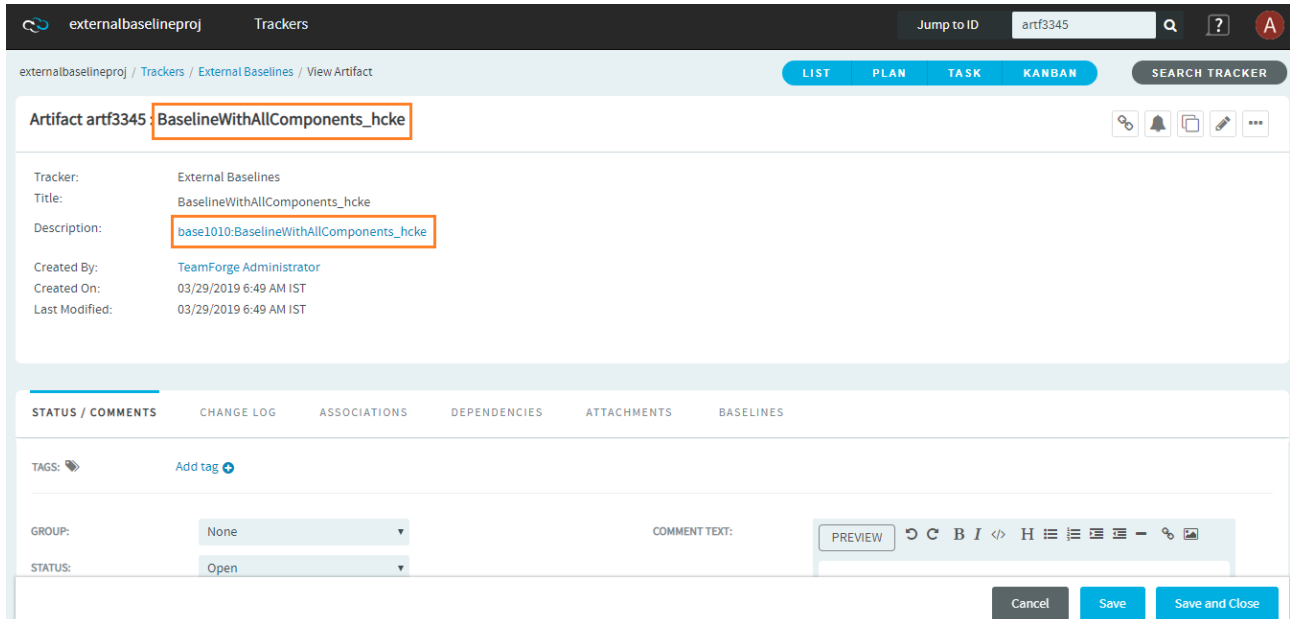 externalbaselineproj Trackers Jump to ID artf3345 ? A
externalbaselineproj / Trackers / External Baselines / View Artifact LIST PLAN TASK KANBAN SEARCH TRACKER
Artifact artf3345 : BaselineWithAllComponents_hcke
Tracker: External Baselines
Title: BaselineWithAllComponents_hcke
Description: base1010:BaselineWithAllComponents_hcke
Created By: TeamForge Administrator
Created On: 03/29/2019 6:49 AM IST
Last Modified: 03/29/2019 6:49 AM IST
STATUS / COMMENTS CHANGE LOG ASSOCIATIONS DEPENDENCIES ATTACHMENTS BASELINES
TAGS: Add tag
GROUP: None COMMENT TEXT: PREVIEW B I </> H
STATUS: Open
Cancel Save Save and Close